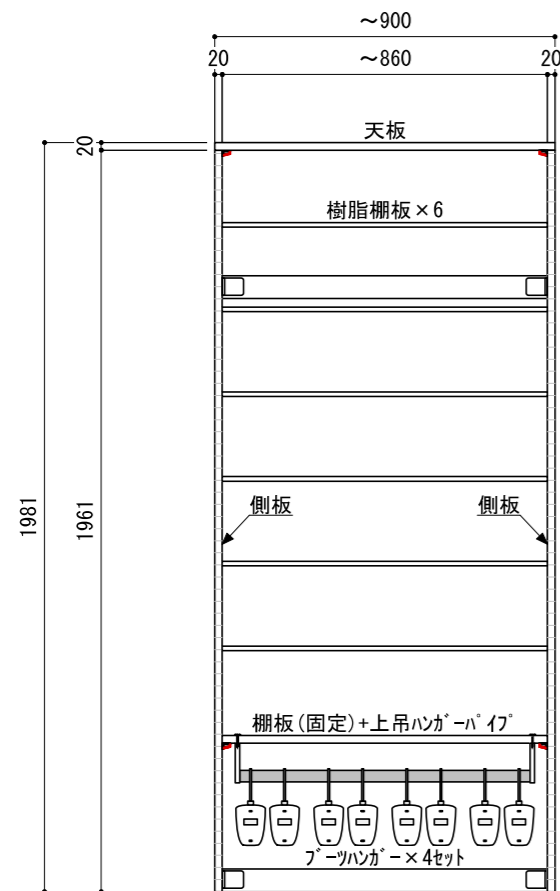 ～900
20
～860
20
20
天板
樹脂棚板×6
1981
1961
側板
側板
棚板(固定)+上吊ﾊﾝｶﾞｰﾊﾟｲﾌﾟ
ﾌﾞｰﾂﾊﾝｶﾞｰ×4ｾｯﾄ